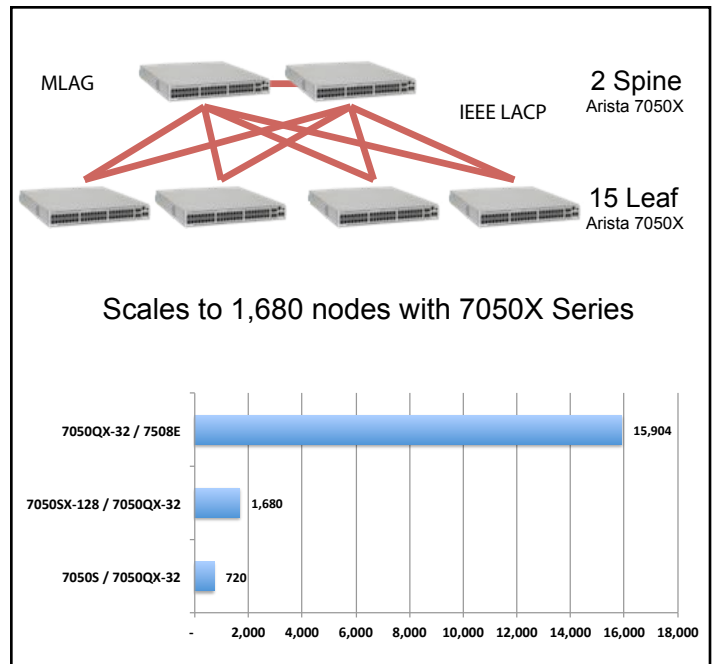 MLAG
2 Spine
Arista 7050X
IEEE LACP
15 Leaf
Arista 7050X
Scales to 1,680 nodes with 7050X Series
7050QX-32 / 7508E
15,904
7050SX-128 / 7050QX-32
1,680
7050S / 7050QX-32
720
- 2,000 4,000 6,000 8,000 10,000 12,000 14,000 16,000 18,000